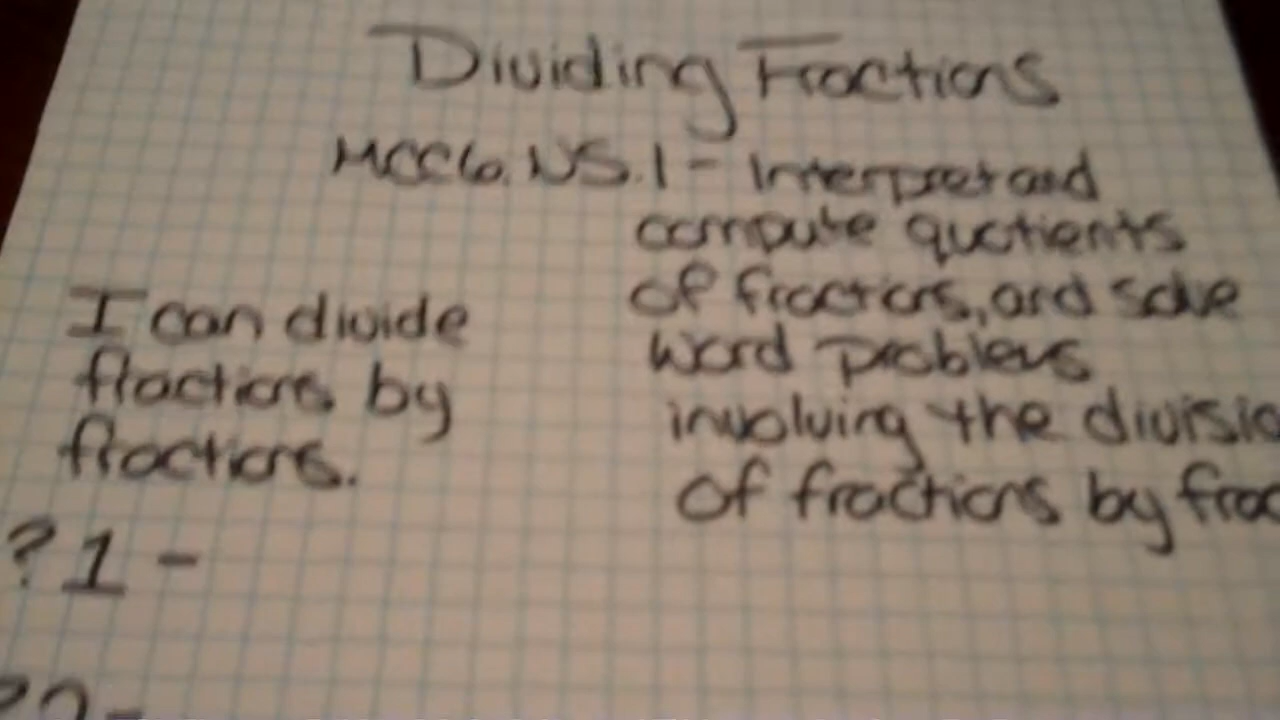 Dividing Fractions
MCC6.NS.1 - Interpret and
compute quotients
of fractions, and solve
word problems
involving the divisio
of fractions by frac
I can divide
fractions by
fractions.
?1 -
?2-